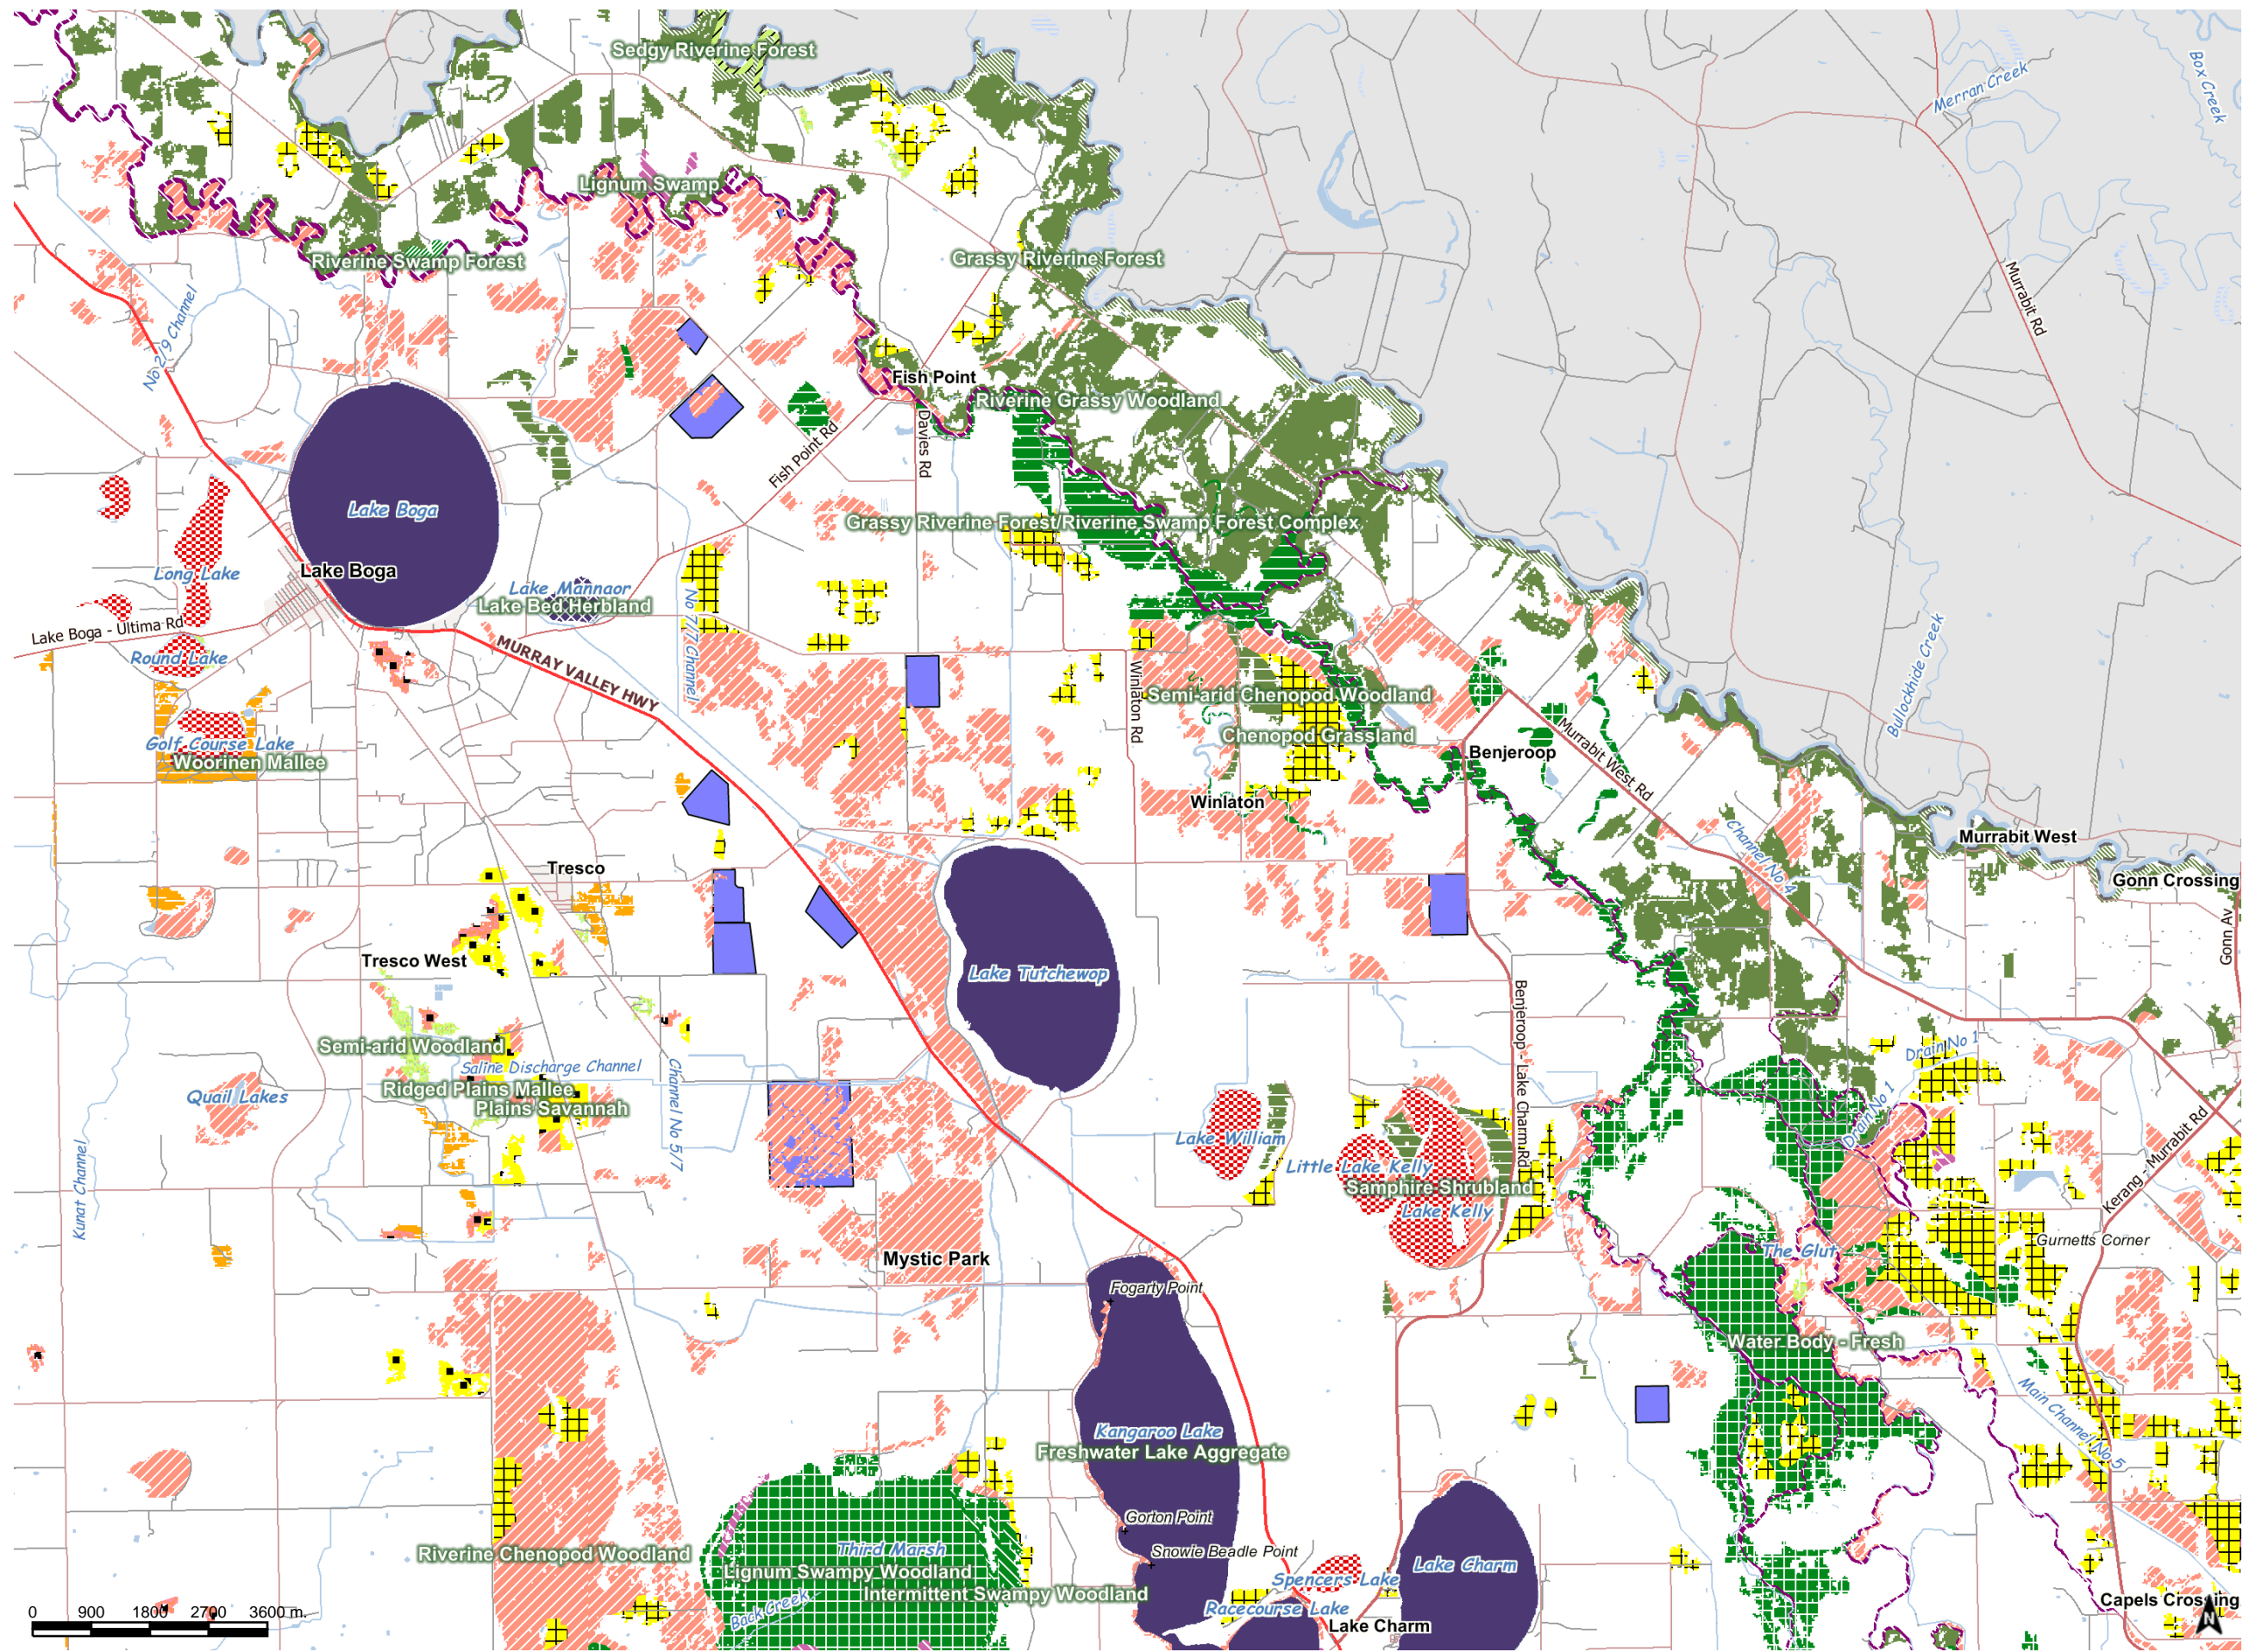 Sedgy Riverine Forest
Merran Creek
Box Creek
Lignum Swamp
Riverine Swamp Forest
Grassy Riverine Forest
Murrabit Rd
No 2/9 Channel
Fish Point
Riverine Grassy Woodland
Davies Rd
Fish Point Rd
Lake Boga
Grassy Riverine Forest/Riverine Swamp Forest Complex
Long Lake
Lake Boga
Lake Mannaor
Lake Bed Herbland
No 7/7 Channel
Lake Boga - Ultima Rd
Round Lake
MURRAY VALLEY HWY
Winlaton Rd
Semi-arid Chenopod Woodland
Bullockhide Creek
Golf Course Lake
Woorinen Mallee
Chenopod Grassland
Benjeroop
Murrabit West Rd
Winlaton
Channel No 4
Murrabit West
Tresco
Gonn Crossing
Gonn Av
Tresco West
Lake Tutchewop
Benjeroop - Lake Charm Rd
Semi-arid Woodland
Saline Discharge Channel
Drain No 1
Quail Lakes
Ridged Plains Mallee
Plains Savannah
Channel No 5/7
Drain No 1
Kunat Channel
Lake William
Little Lake Kelly
Samphire Shrubland
Lake Kelly
Kerang - Murrabit Rd
Gurnetts Corner
The Glut
Mystic Park
Fogarty Point
Water Body - Fresh
Main Channel No 5
Kangaroo Lake
Freshwater Lake Aggregate
Gorton Point
Riverine Chenopod Woodland
Third Marsh
Snowie Beadle Point
Lake Charm
Lignum Swampy Woodland
Spencers Lake
Intermittent Swampy Woodland
Back Creek
Racecourse Lake
Lake Charm
Capels Crossing
0 900 1800 2700 3600 m.
N